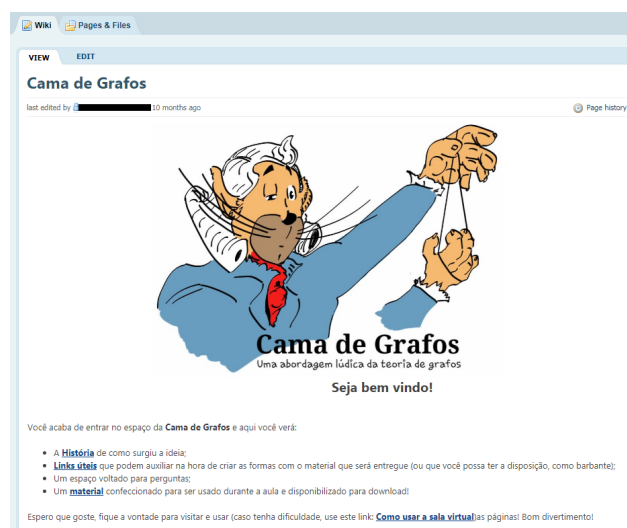 Wiki Pages & Files
VIEW EDIT
Cama de Grafos
last edited by 10 months ago Page history
Cama de Grafos
Uma abordagem lúdica da teoria de grafos
Seja bem vindo!
Você acaba de entrar no espaço da Cama de Grafos e aqui você verá:
A História de como surgiu a ideia;
Links úteis que podem auxiliar na hora de criar as formas com o material que será entregue (ou que você possa ter a disposição, como barbante);
Um espaço voltado para perguntas;
Um material confeccionado para ser usado durante a aula e disponibilizado para download!
Espero que goste, fique a vontade para visitar e usar (caso tenha dificuldade, use este link: Como usar a sala virtual)as páginas! Bom divertimento!